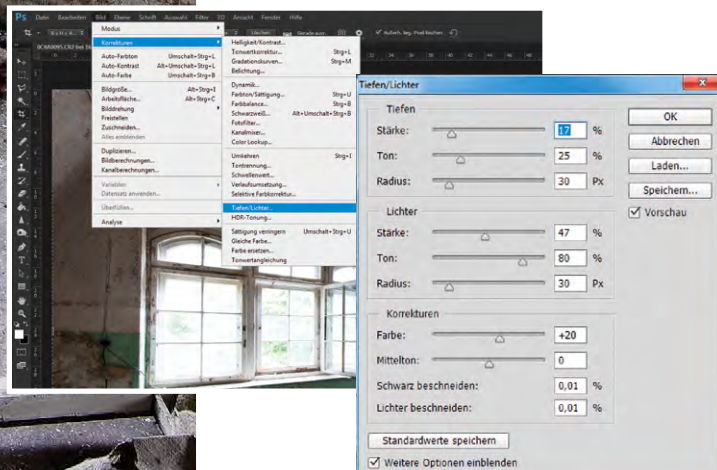 Ps Datei Bearbeiten Bild Ebene Schrift Auswahl Filter 3D Ansicht Fenster Hilfe
Modus
Korrekturen
Auto-Farbton Umschalt+Strg+L
Auto-Kontrast Alt+Umschalt+Strg+L
Auto-Farbe Umschalt+Strg+B
Bildgröße... Alt+Strg+I
Arbeitsfläche... Alt+Strg+C
Bilddrehung
Freistellen
Zuschneiden...
Alles einblenden
Duplizieren...
Bildberechnungen...
Kanalberechnungen...
Variablen
Datensatz anwenden...
Überfüllen...
Analyse
Helligkeit/Kontrast...
Tonwertkorrektur... Strg+L
Gradationskurven... Strg+M
Belichtung...
Dynamik...
Farbton/Sättigung... Strg+U
Farbbalance... Strg+B
Schwarzweiß... Alt+Umschalt+Strg+B
Fotofilter...
Kanalmixer...
Color Lookup...
Umkehren Strg+I
Tontrennung...
Schwellenwert...
Verlaufsumsetzung...
Selektive Farbkorrektur...
Tiefen/Lichter...
HDR-Tonung...
Sättigung verringern Umschalt+Strg+U
Gleiche Farbe...
Farbe ersetzen...
Tonwertangleichung
Tiefen/Lichter
Tiefen
Stärke: 17 %
Ton: 25 %
Radius: 30 Px
Lichter
Stärke: 47 %
Ton: 80 %
Radius: 30 Px
Korrekturen
Farbe: +20
Mittelton: 0
Schwarz beschneiden: 0,01 %
Lichter beschneiden: 0,01 %
Standardwerte speichern
Weitere Optionen einblenden
OK
Abbrechen
Laden...
Speichern...
Vorschau